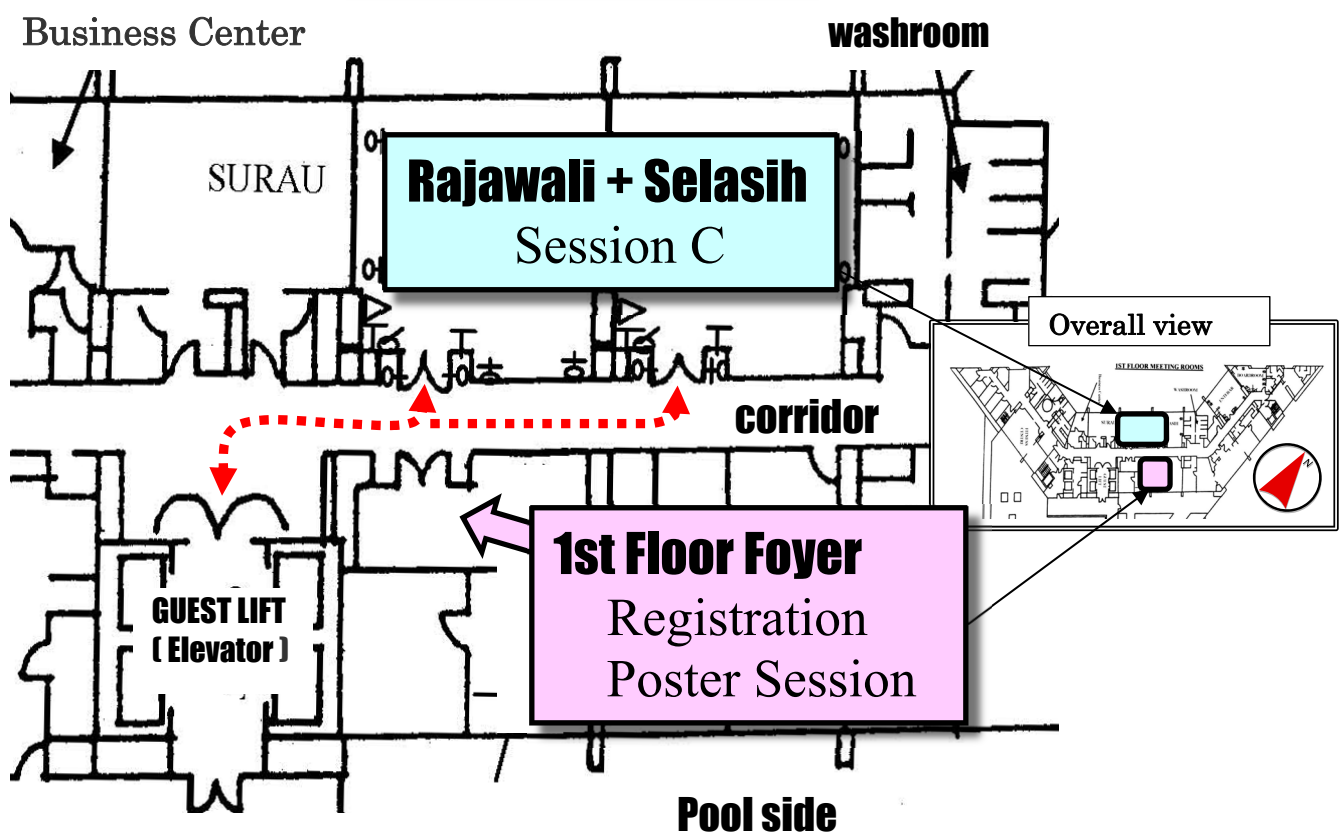 Business Center
washroom
SURAU
Rajawali + Selasih
Session C
Overall view
1ST FLOOR MEETING ROOMS
WASHROOM
SURAU
N
corridor
1st Floor Foyer
Registration
Poster Session
GUEST LIFT
( Elevator )
Pool side